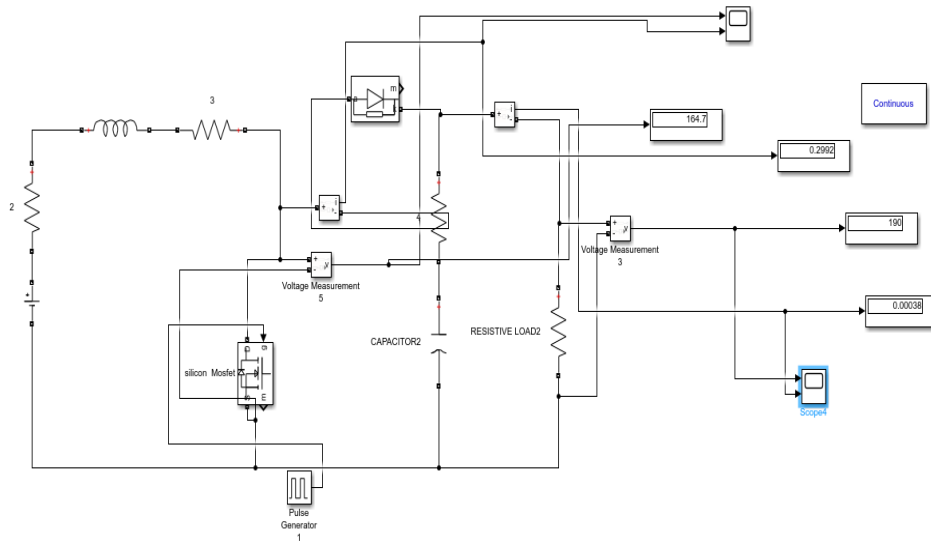 3
m
a
k
Continuous
164.7
0.2992
2
+
i
-
+
i
-
4
+
-
v
Voltage Measurement
3
190
+
-
v
Voltage Measurement
5
0.00038
CAPACITOR2
RESISTIVE LOAD2
silicon Mosfet
g
D
S
m
Scope4
Pulse
Generator
1